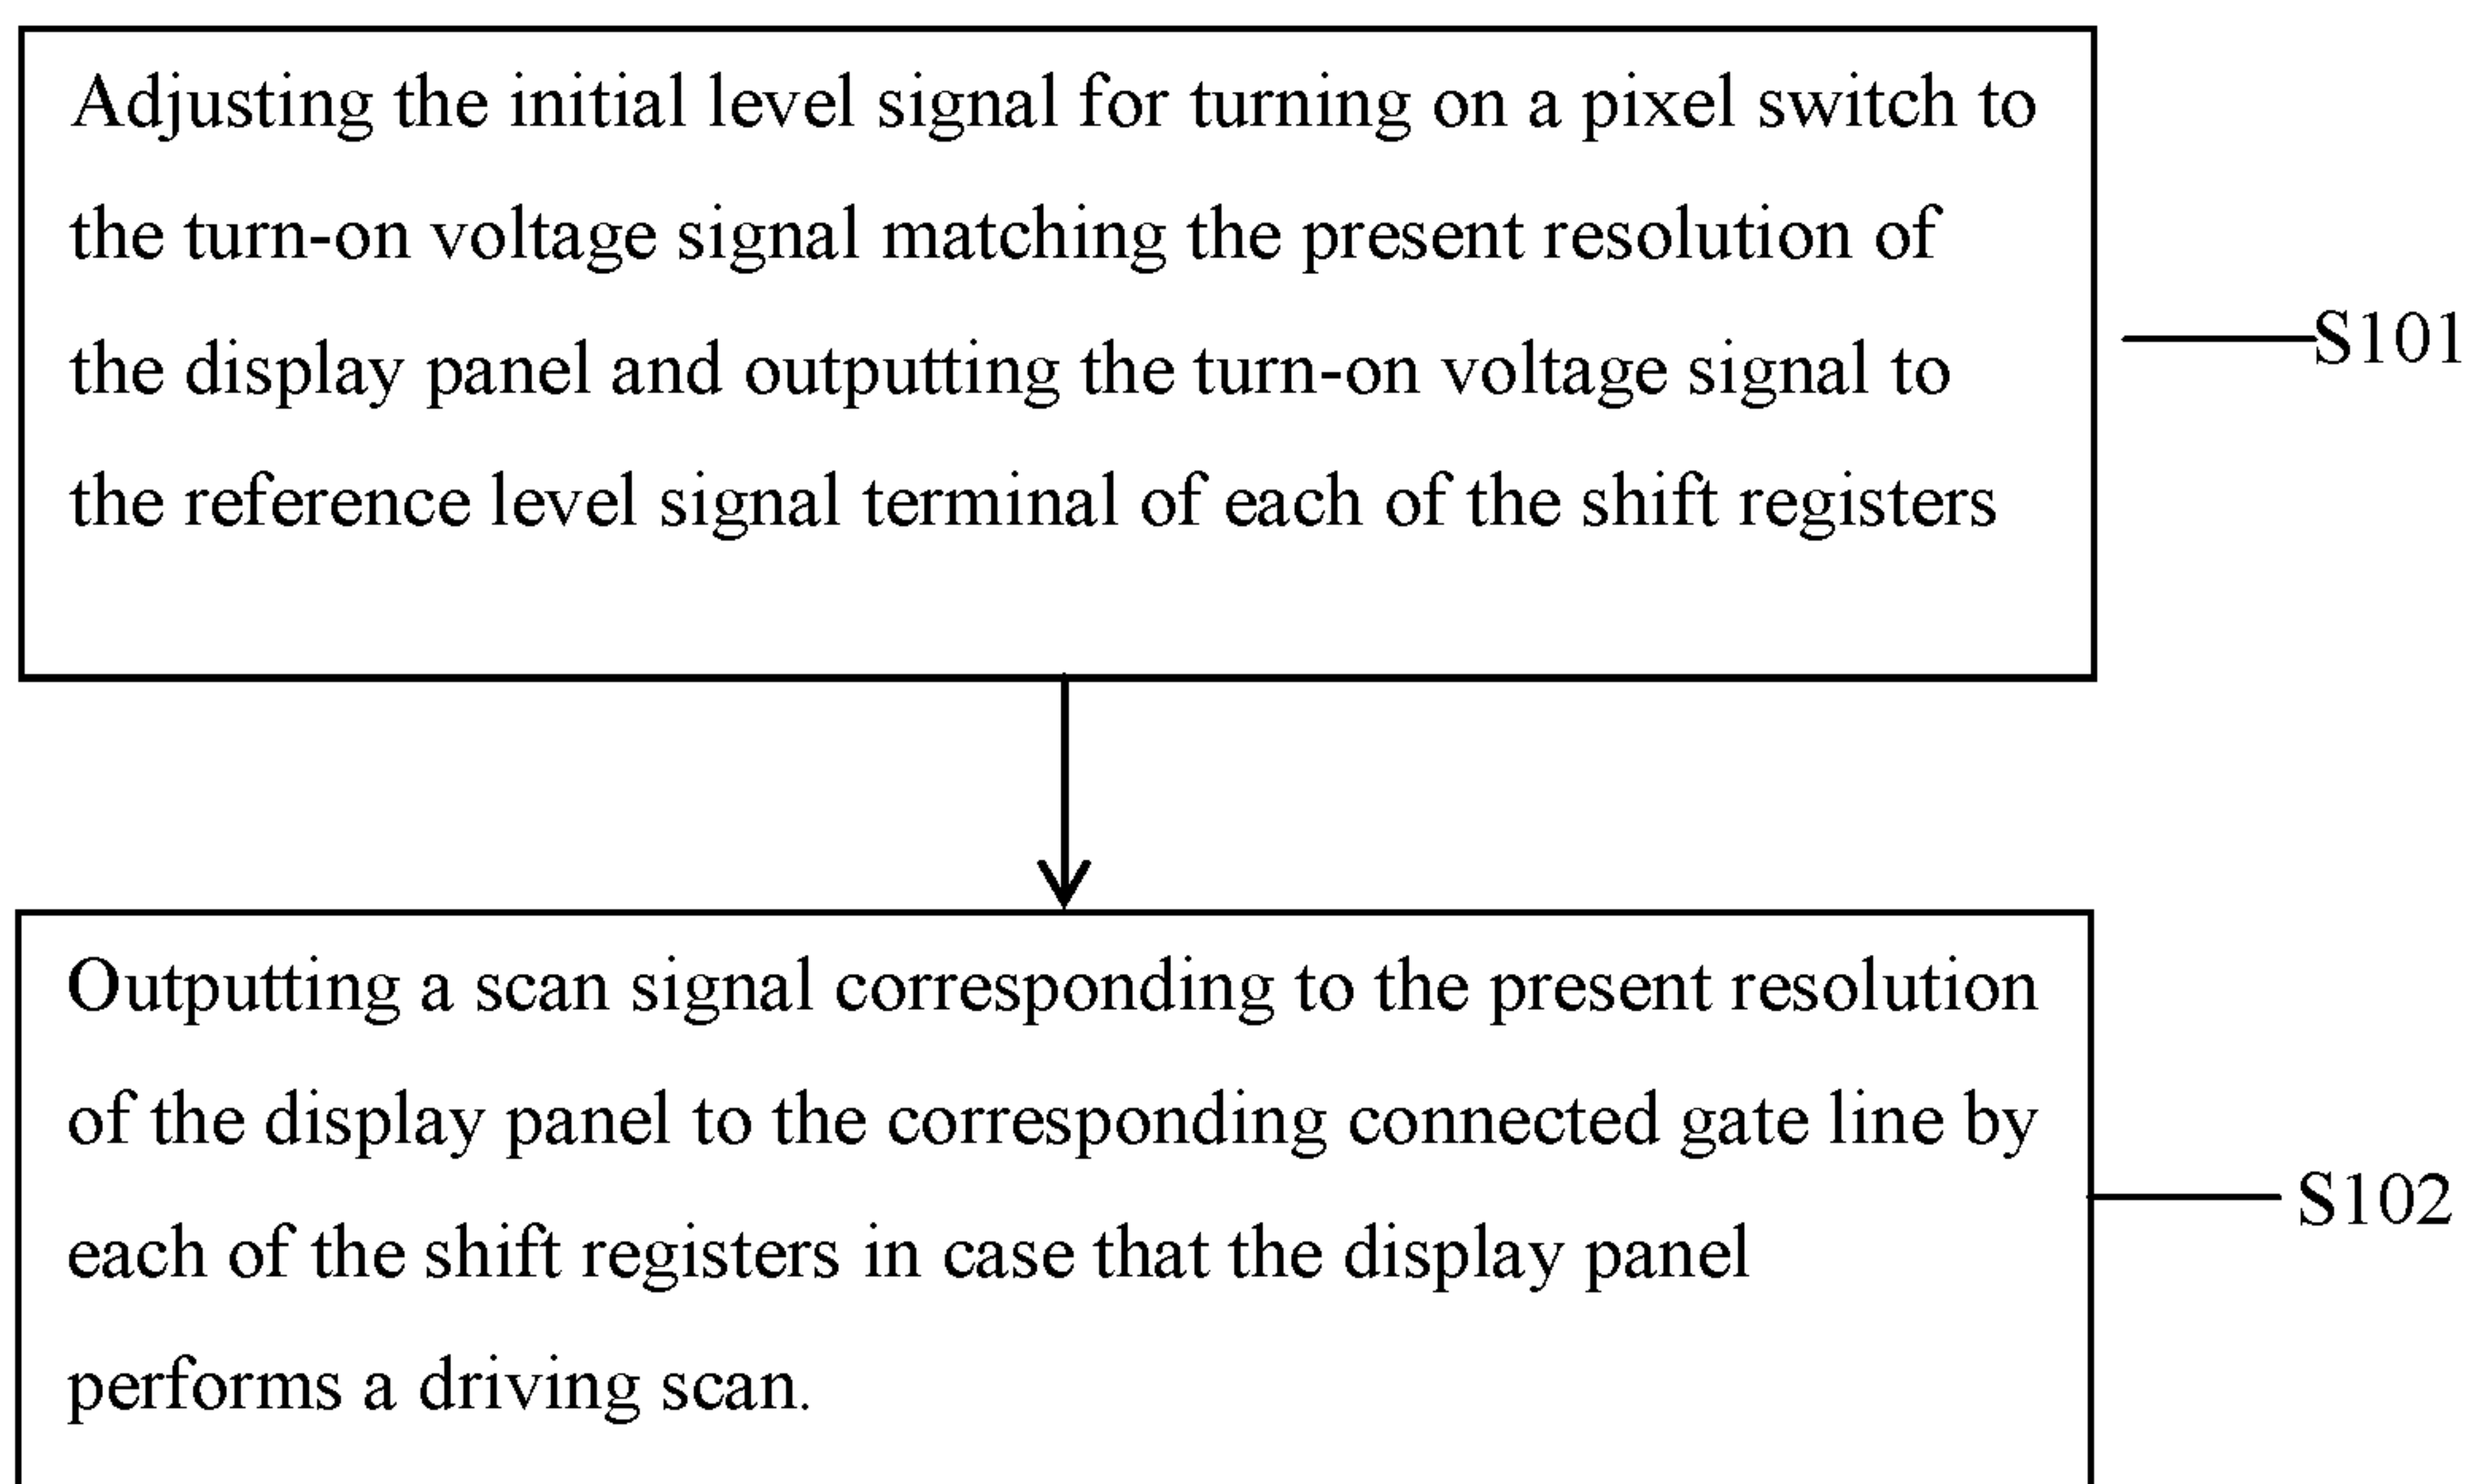 Adjusting the initial level signal for turning on a pixel switch to
the turn-on voltage signal matching the present resolution of
the display panel and outputting the turn-on voltage signal to
the reference level signal terminal of each of the shift registers
S101
Outputting a scan signal corresponding to the present resolution
of the display panel to the corresponding connected gate line by
each of the shift registers in case that the display panel
performs a driving scan.
S102